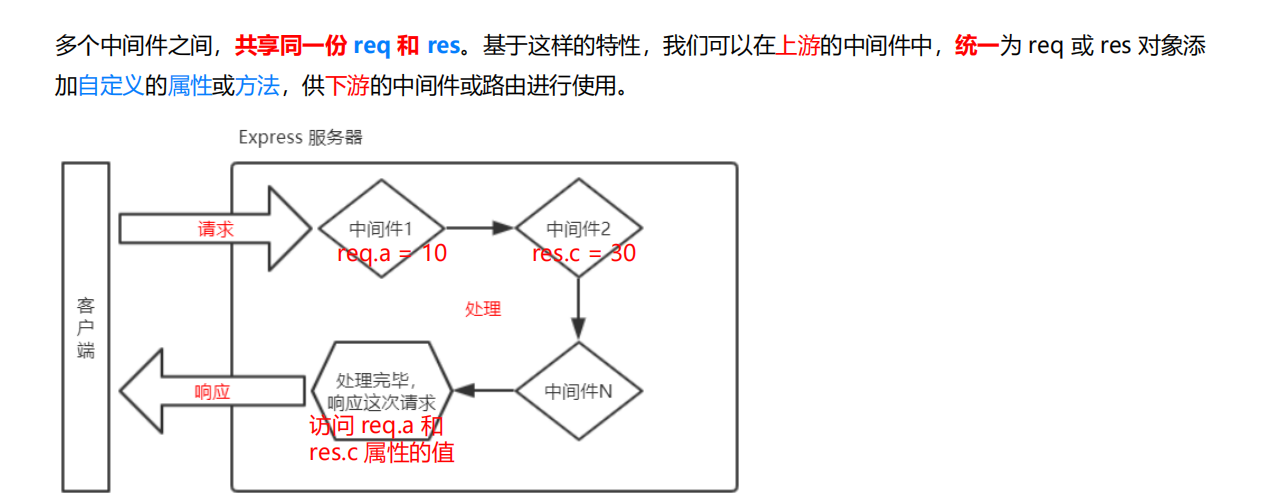 多个中间件之间，共享同一份 req 和 res。基于这样的特性，我们可以在上游的中间件中，统一为 req 或 res 对象添
加自定义的属性或方法，供下游的中间件或路由进行使用。
Express 服务器
请求
中间件1
req.a = 10
中间件2
res.c = 30
客
户
端
处理
处理完毕，
响应这次请求
访问 req.a 和
res.c 属性的值
中间件N
响应